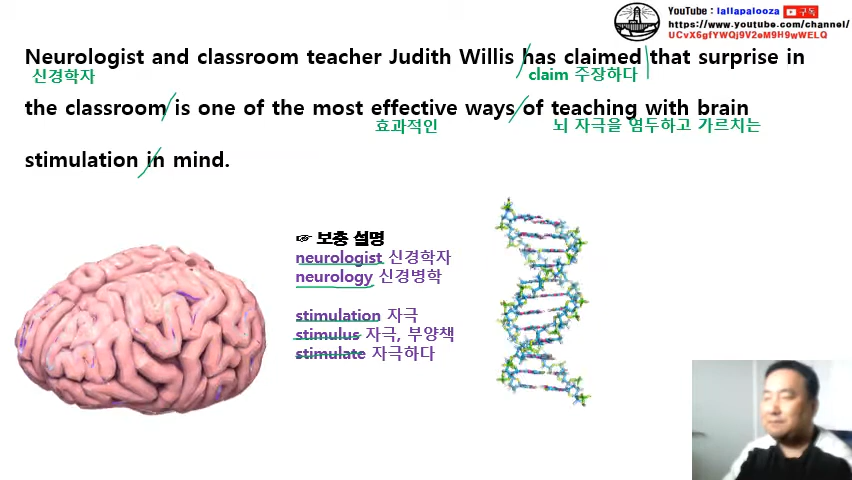 YouTube : lallapalooza 구독
https://www.youtube.com/channel/
UCvX6gfYWQj9V2eM9H9wWELQ
Neurologist and classroom teacher Judith Willis has claimed that surprise in
신경학자 claim 주장하다
the classroom is one of the most effective ways of teaching with brain
효과적인 뇌 자극을 염두하고 가르치는
stimulation in mind.
☞ 보충 설명
neurologist 신경학자
neurology 신경병학
stimulation 자극
stimulus 자극, 부양책
stimulate 자극하다